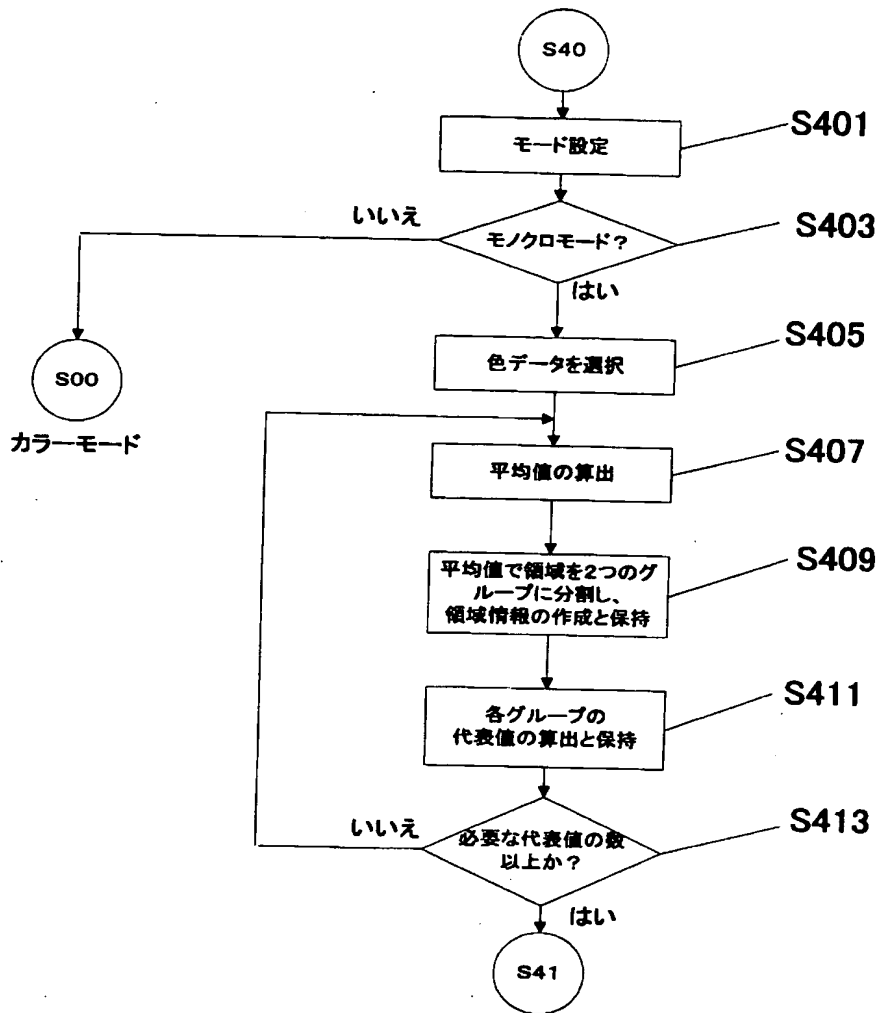 S40
モード設定
S401
モノクロモード?
S403
いいえ
はい
S00
カラーモード
色データを選択
S405
平均値の算出
S407
平均値で領域を2つのグ
ループに分割し、
領域情報の作成と保持
S409
各グループの
代表値の算出と保持
S411
必要な代表値の数
以上か?
S413
いいえ
はい
S41